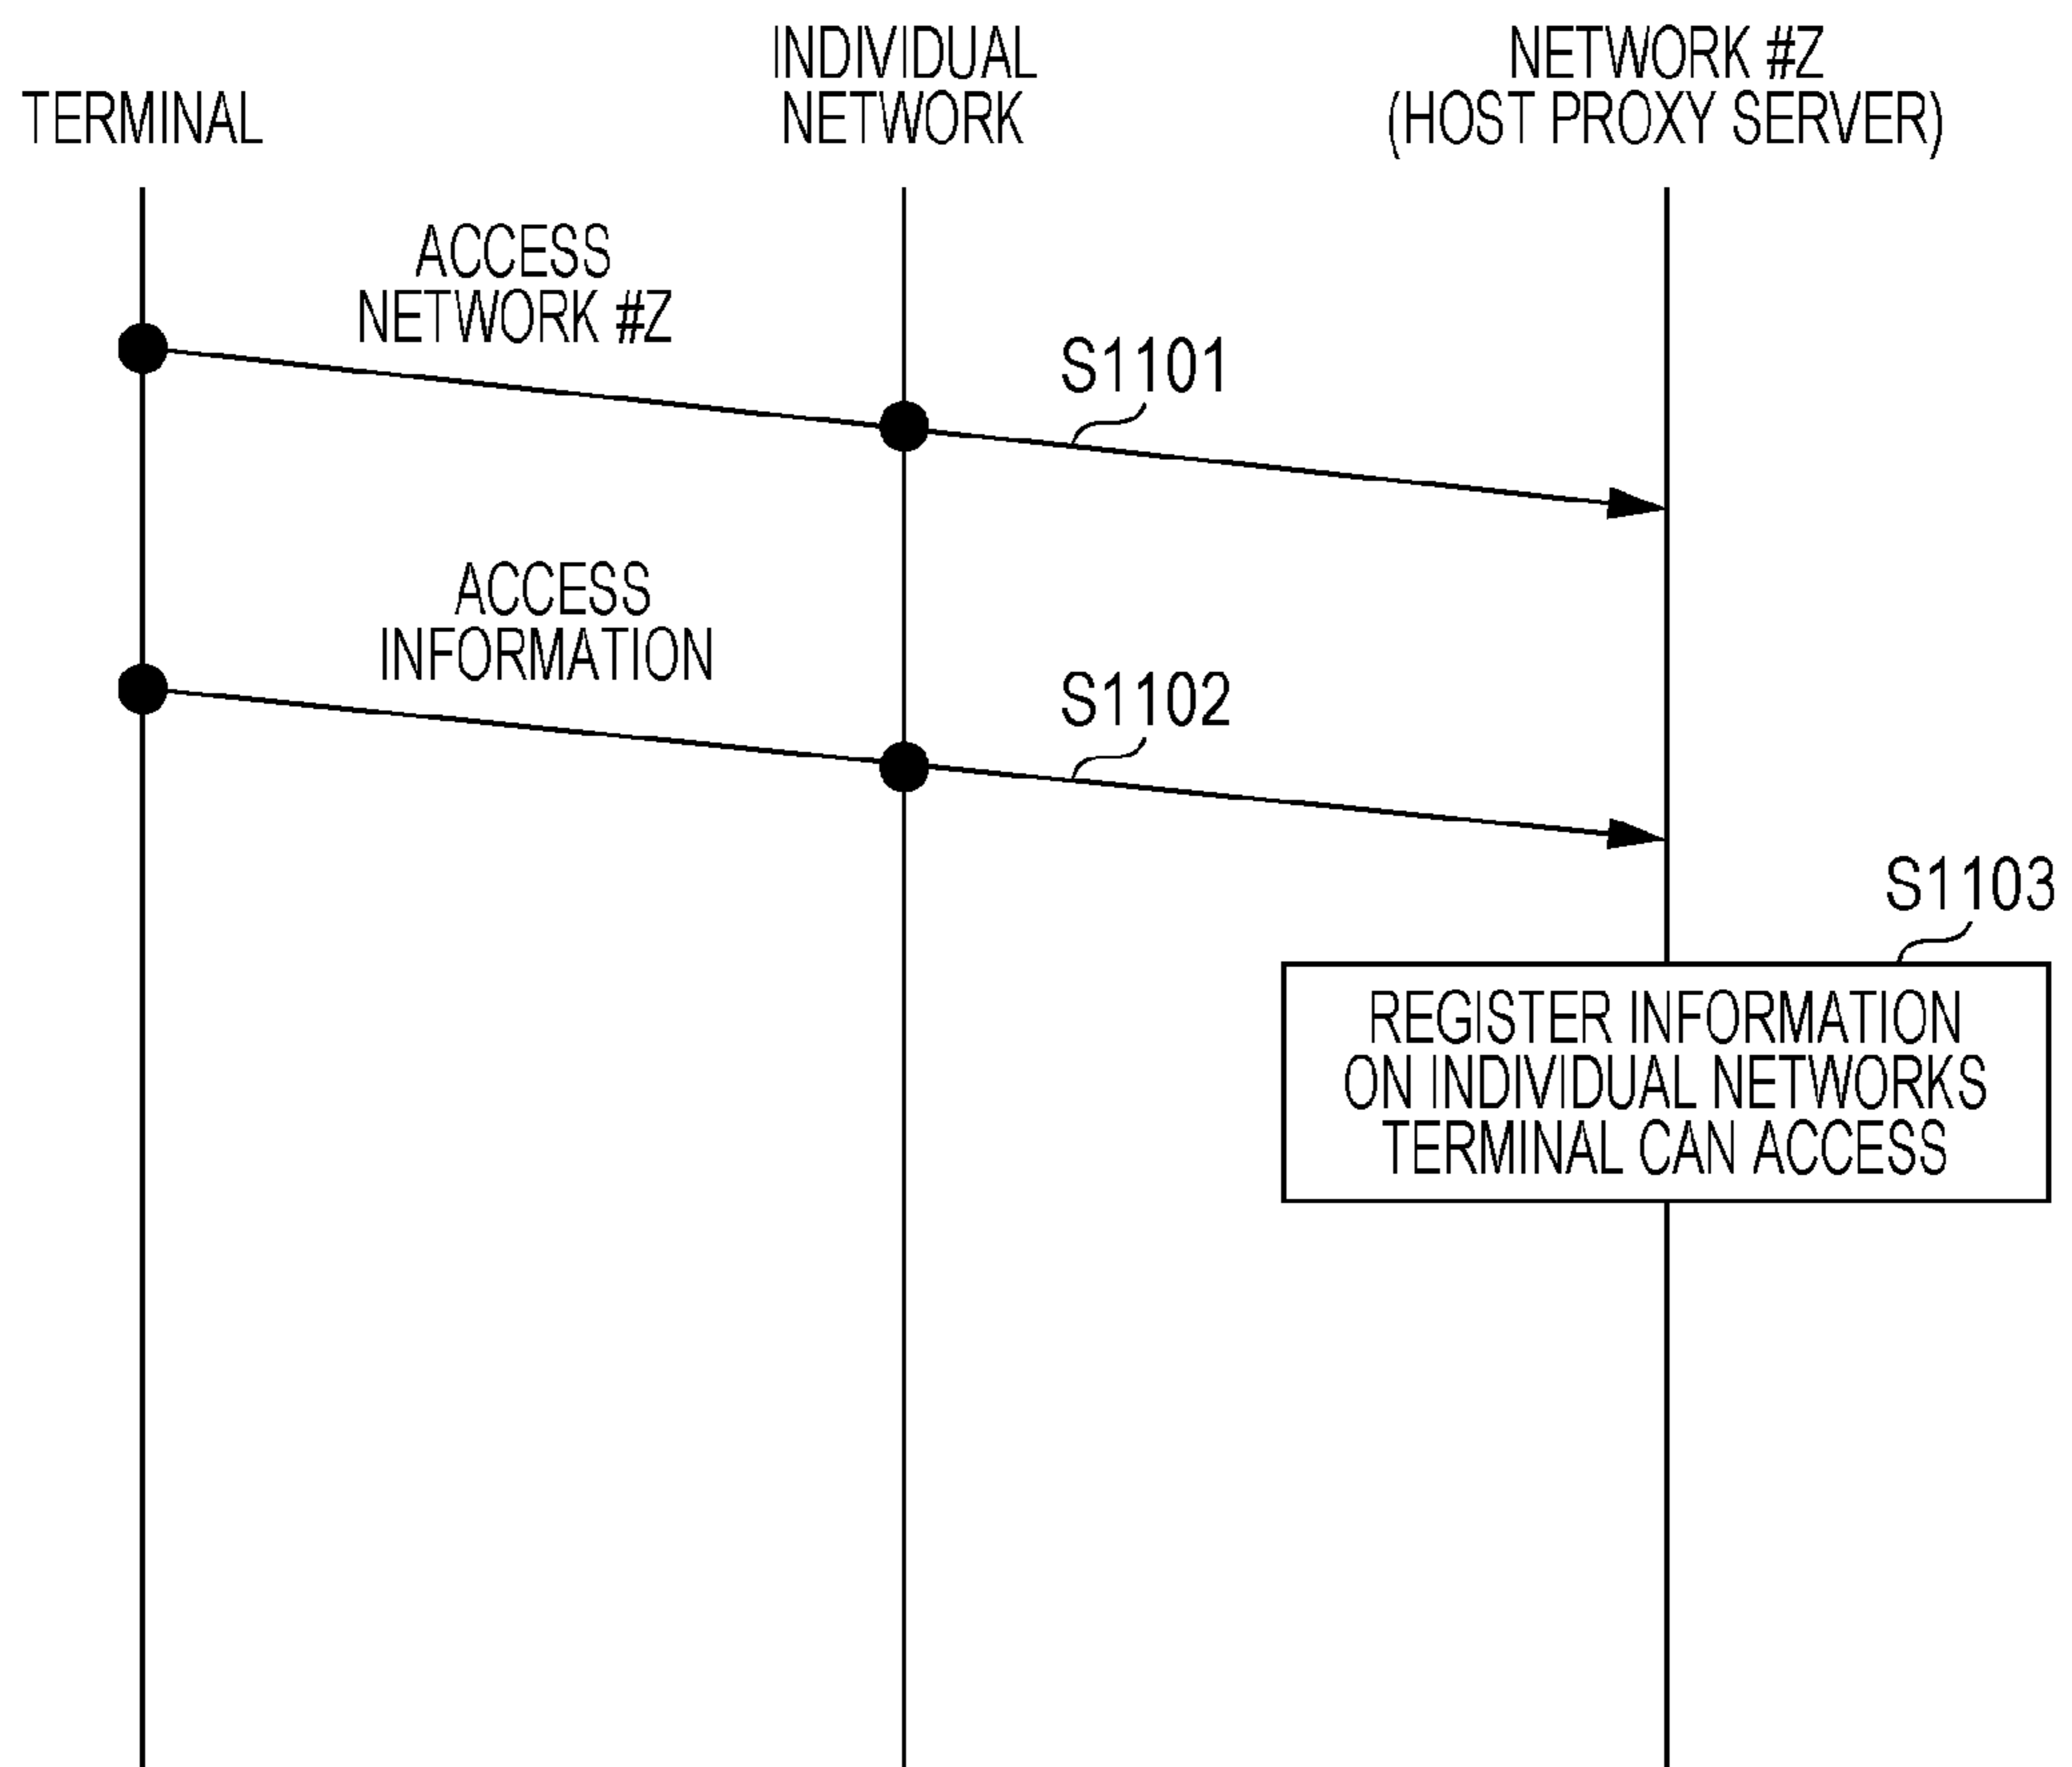 TERMINAL
INDIVIDUAL
NETWORK
NETWORK #Z
(HOST PROXY SERVER)
ACCESS
NETWORK #Z
S1101
ACCESS
INFORMATION
S1102
S1103
REGISTER INFORMATION
ON INDIVIDUAL NETWORKS
TERMINAL CAN ACCESS